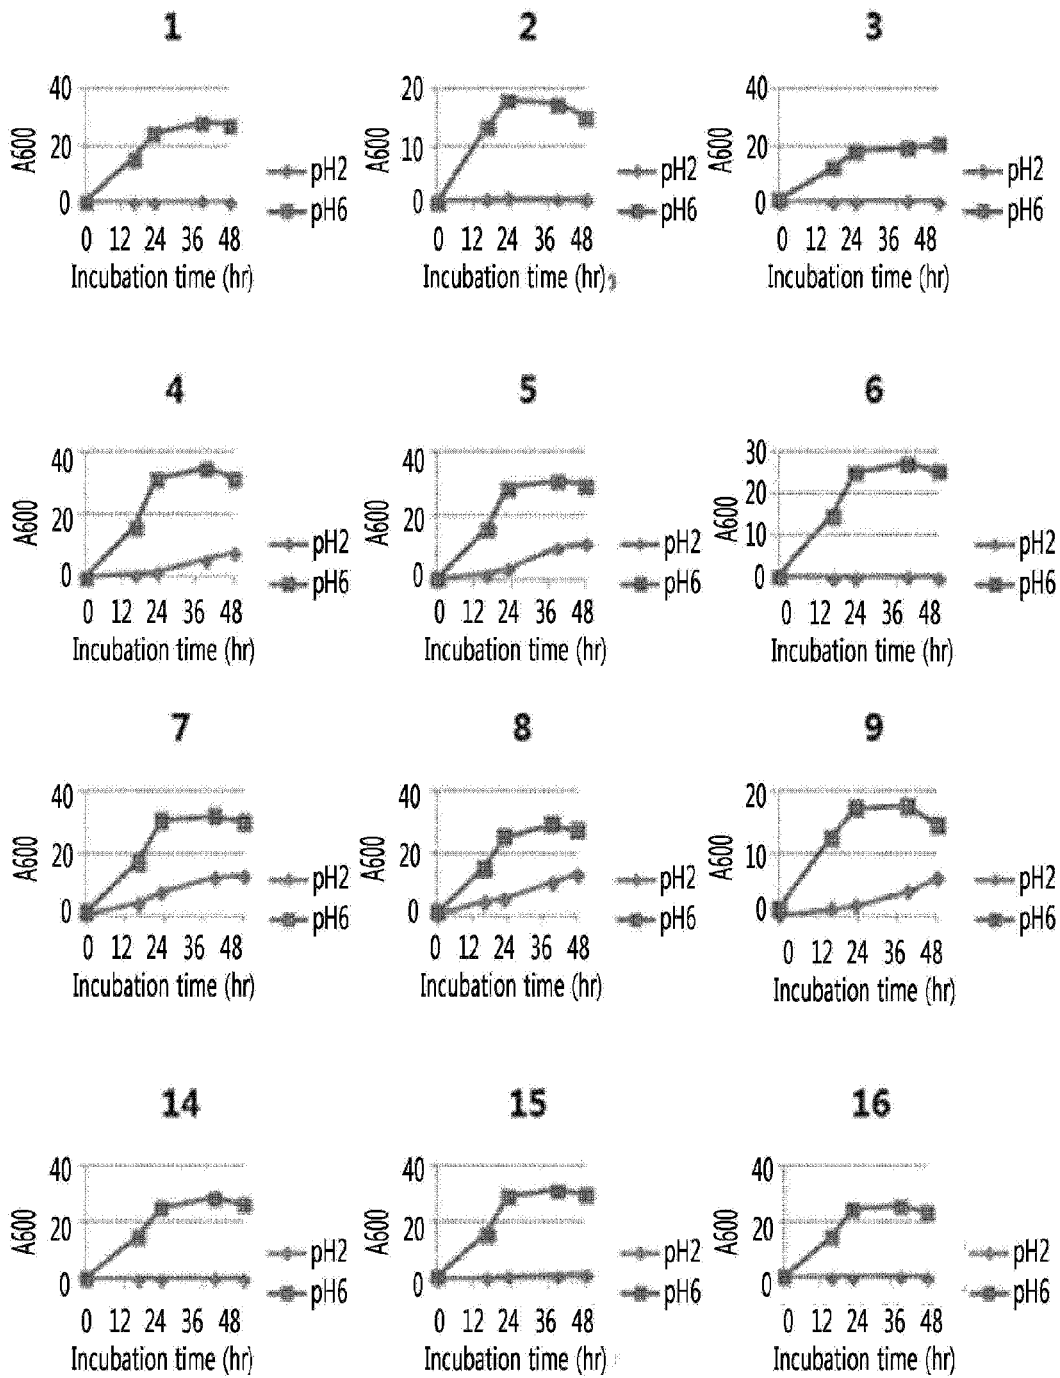 1 2 3
40 20 40
A600 20 A600 10 A600 20
pH2 pH2 pH2
0 0 0
pH6 pH6 pH6
0 12 24 36 48 0 12 24 36 48 0 12 24 36 48
Incubation time (hr) Incubation time (hr) Incubation time (hr)
4 5 6
40 40 30
A600 20 A600 20 A600 20
10
pH2 pH2 pH2
0 0 0
pH6 pH6 pH6
0 12 24 36 48 0 12 24 36 48 0 12 24 36 48
Incubation time (hr) Incubation time (hr) Incubation time (hr)
7 8 9
40 40 20
A600 20 A600 20 A600 10
pH2 pH2 pH2
0 0 0
pH6 pH6 pH6
0 12 24 36 48 0 12 24 36 48 0 12 24 36 48
Incubation time (hr) Incubation time (hr) Incubation time (hr)
14 15 16
40 40 40
A600 20 A600 20 A600 20
pH2 pH2 pH2
0 0 0
pH6 pH6 pH6
0 12 24 36 48 0 12 24 36 48 0 12 24 36 48
Incubation time (hr) Incubation time (hr) Incubation time (hr)